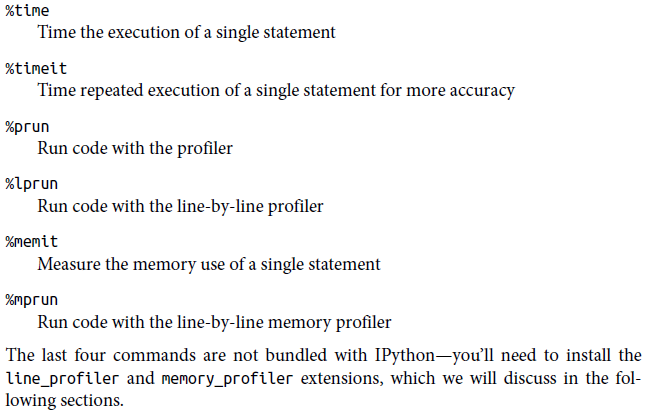 %time
Time the execution of a single statement
%timeit
Time repeated execution of a single statement for more accuracy
%prun
Run code with the profiler
%lprun
Run code with the line-by-line profiler
%memit
Measure the memory use of a single statement
%mprun
Run code with the line-by-line memory profiler
The last four commands are not bundled with IPython—you’ll need to install the
line_profiler and memory_profiler extensions, which we will discuss in the fol-
lowing sections.